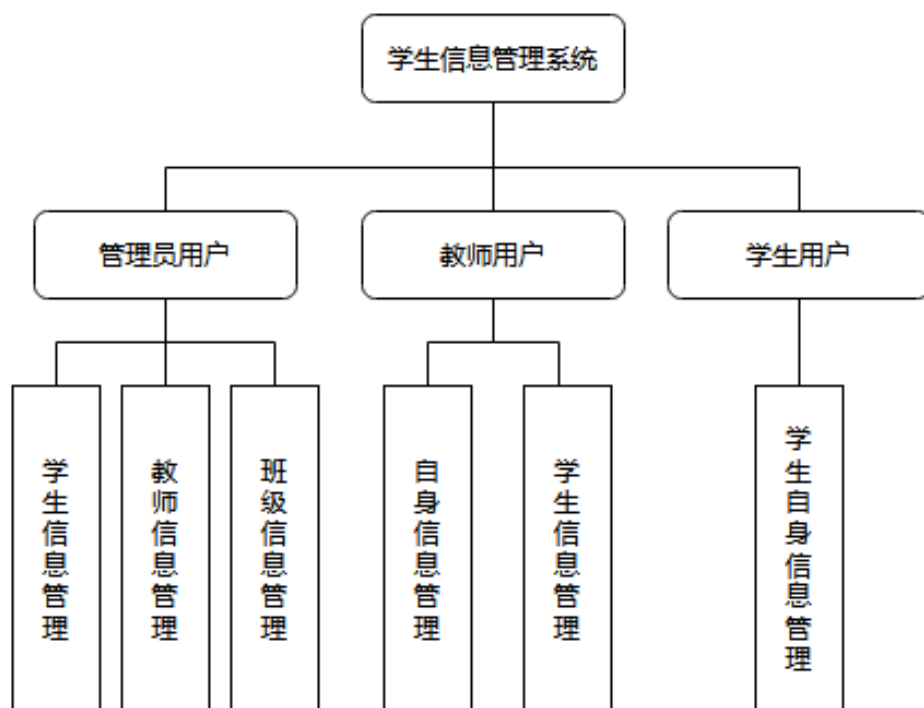 学生信息管理系统
管理员用户
教师用户
学生用户
学生信息管理
教师信息管理
班级信息管理
自身信息管理
学生信息管理
学生自身信息管理